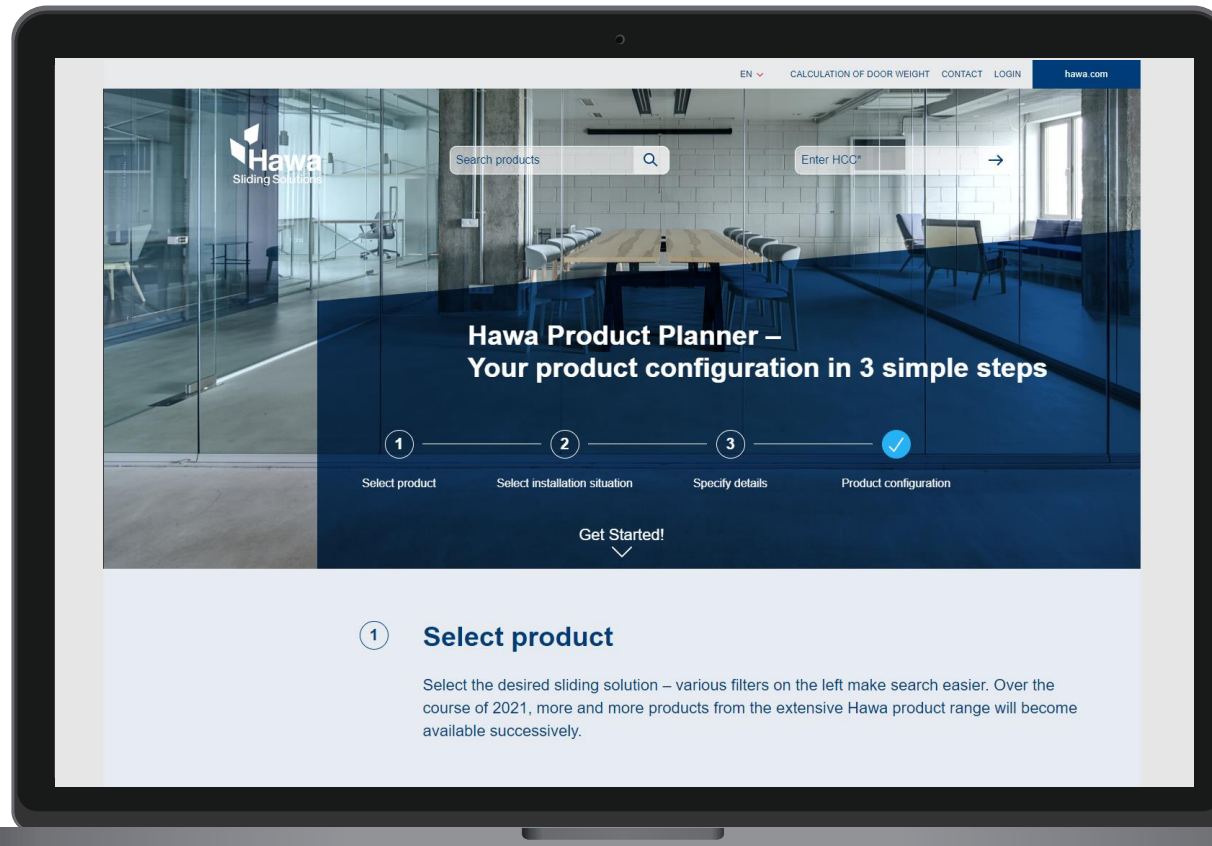 EN CALCULATION OF DOOR WEIGHT CONTACT LOGIN hawa.com
Hawa
Sliding Solutions
Search products
Enter HCC*
Hawa Product Planner –
Your product configuration in 3 simple steps
1 2 3
Select product Select installation situation Specify details Product configuration
Get Started!
1 Select product
Select the desired sliding solution – various filters on the left make search easier. Over the
course of 2021, more and more products from the extensive Hawa product range will become
available successively.